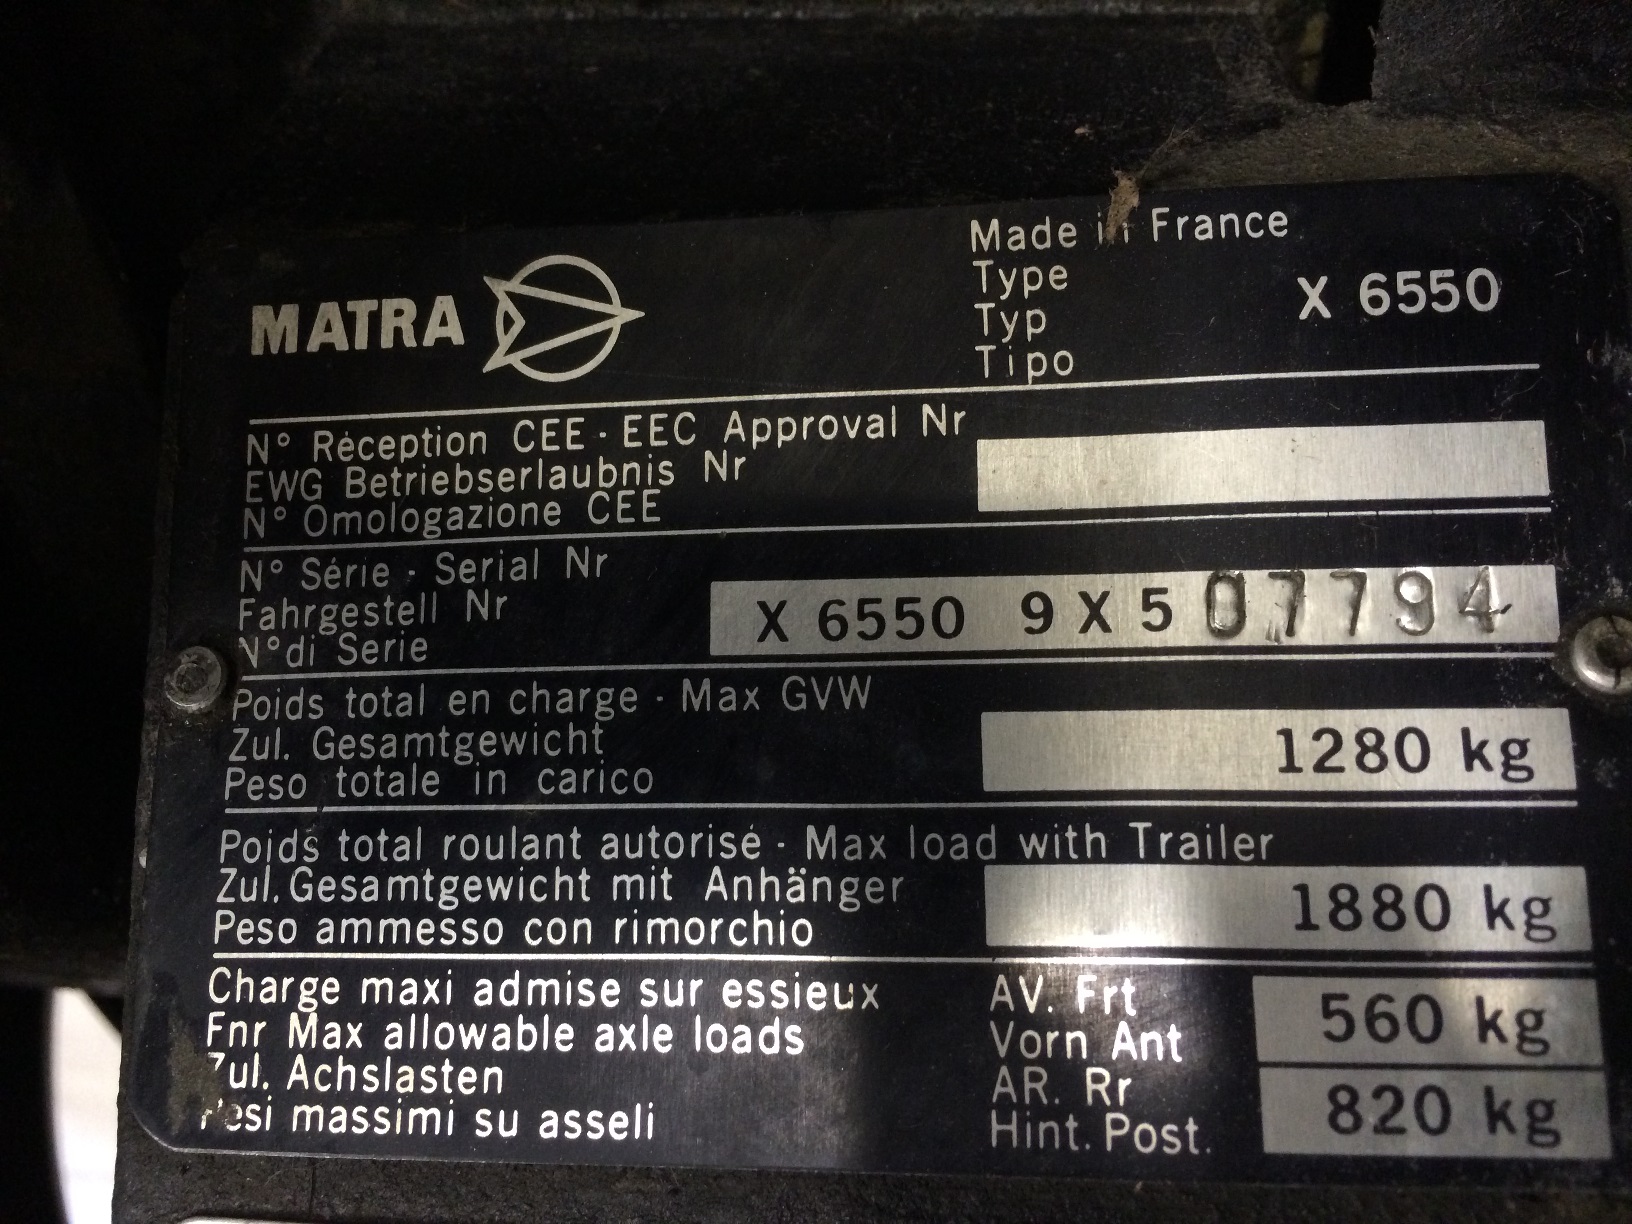 MATRA
Made in France
Type
Typ
Tipo
X 6550
N° Réception CEE · EEC Approval Nr
EWG Betriebserlaubnis Nr
N° Omologazione CEE
N° Série · Serial Nr
Fahrgestell Nr
N° di Serie
X 6550 9 X 5 07794
Poids total en charge · Max GVW
Zul. Gesamtgewicht
Peso totale in carico
1280 kg
Poids total roulant autorisé · Max load with Trailer
Zul. Gesamtgewicht mit Anhänger
Peso ammesso con rimorchio
1880 kg
Charge maxi admise sur essieux
Fnr Max allowable axle loads
Zul. Achslasten
Pesi massimi su asseli
AV. Frt
Vorn Ant
560 kg
AR. Rr
Hint. Post.
820 kg